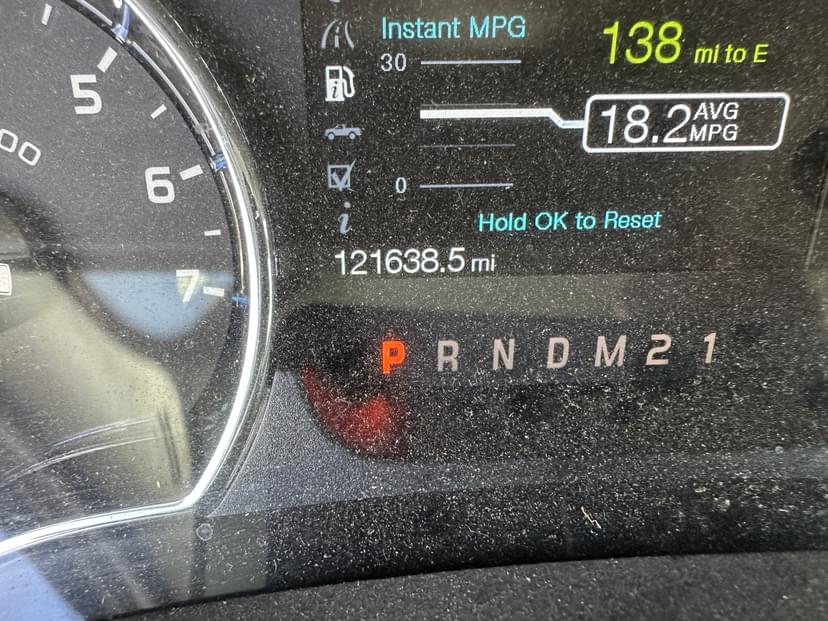 Instant MPG
138 mi to E
30
18.2 AVG MPG
0
Hold OK to Reset
121638.5 mi
P R N D M 2 1
5
6
7
00